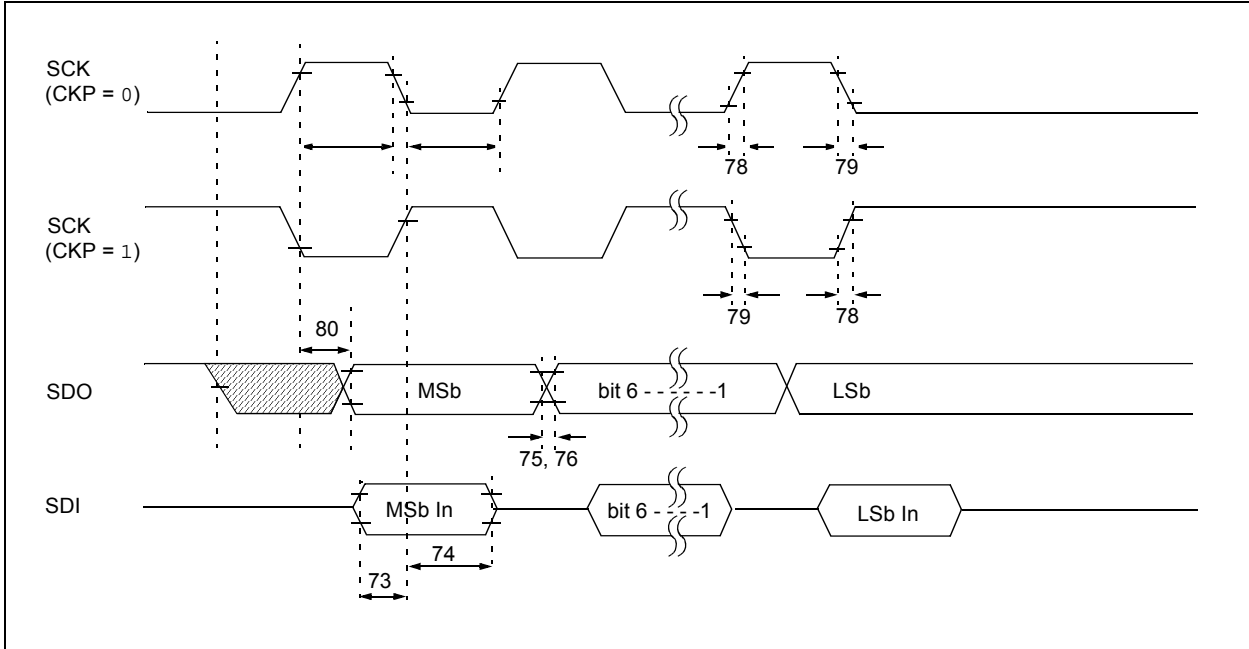 SCK
(CKP = 0)
78
79
SCK
(CKP = 1)
79
78
80
SDO
MSb
bit 6 - - - - - -1
LSb
75, 76
SDI
MSb In
bit 6 - - - -1
LSb In
74
73